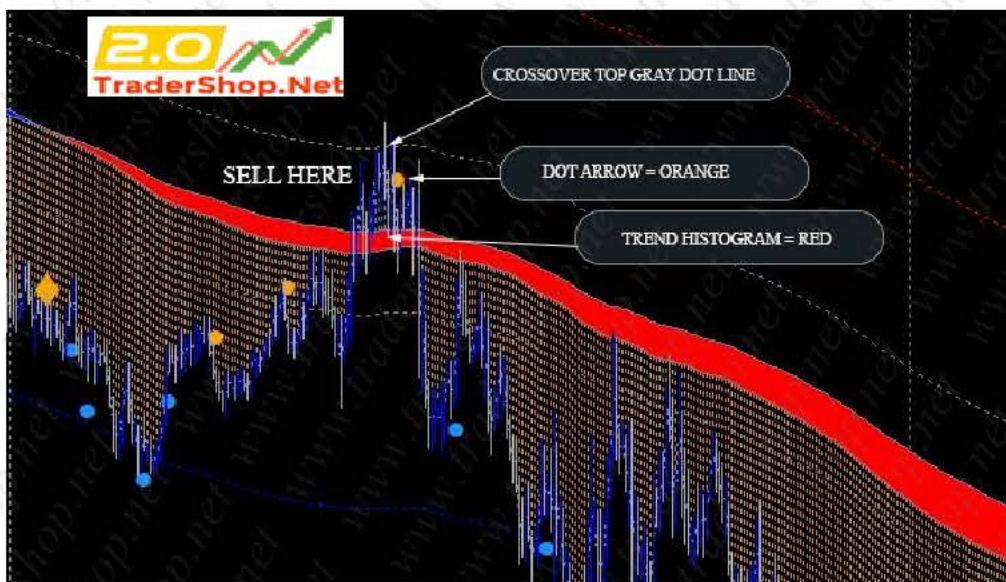 2.0
TraderShop.Net
CROSSOVER TOP GRAY DOT LINE
SELL HERE
DOT ARROW = ORANGE
TREND HISTOGRAM = RED